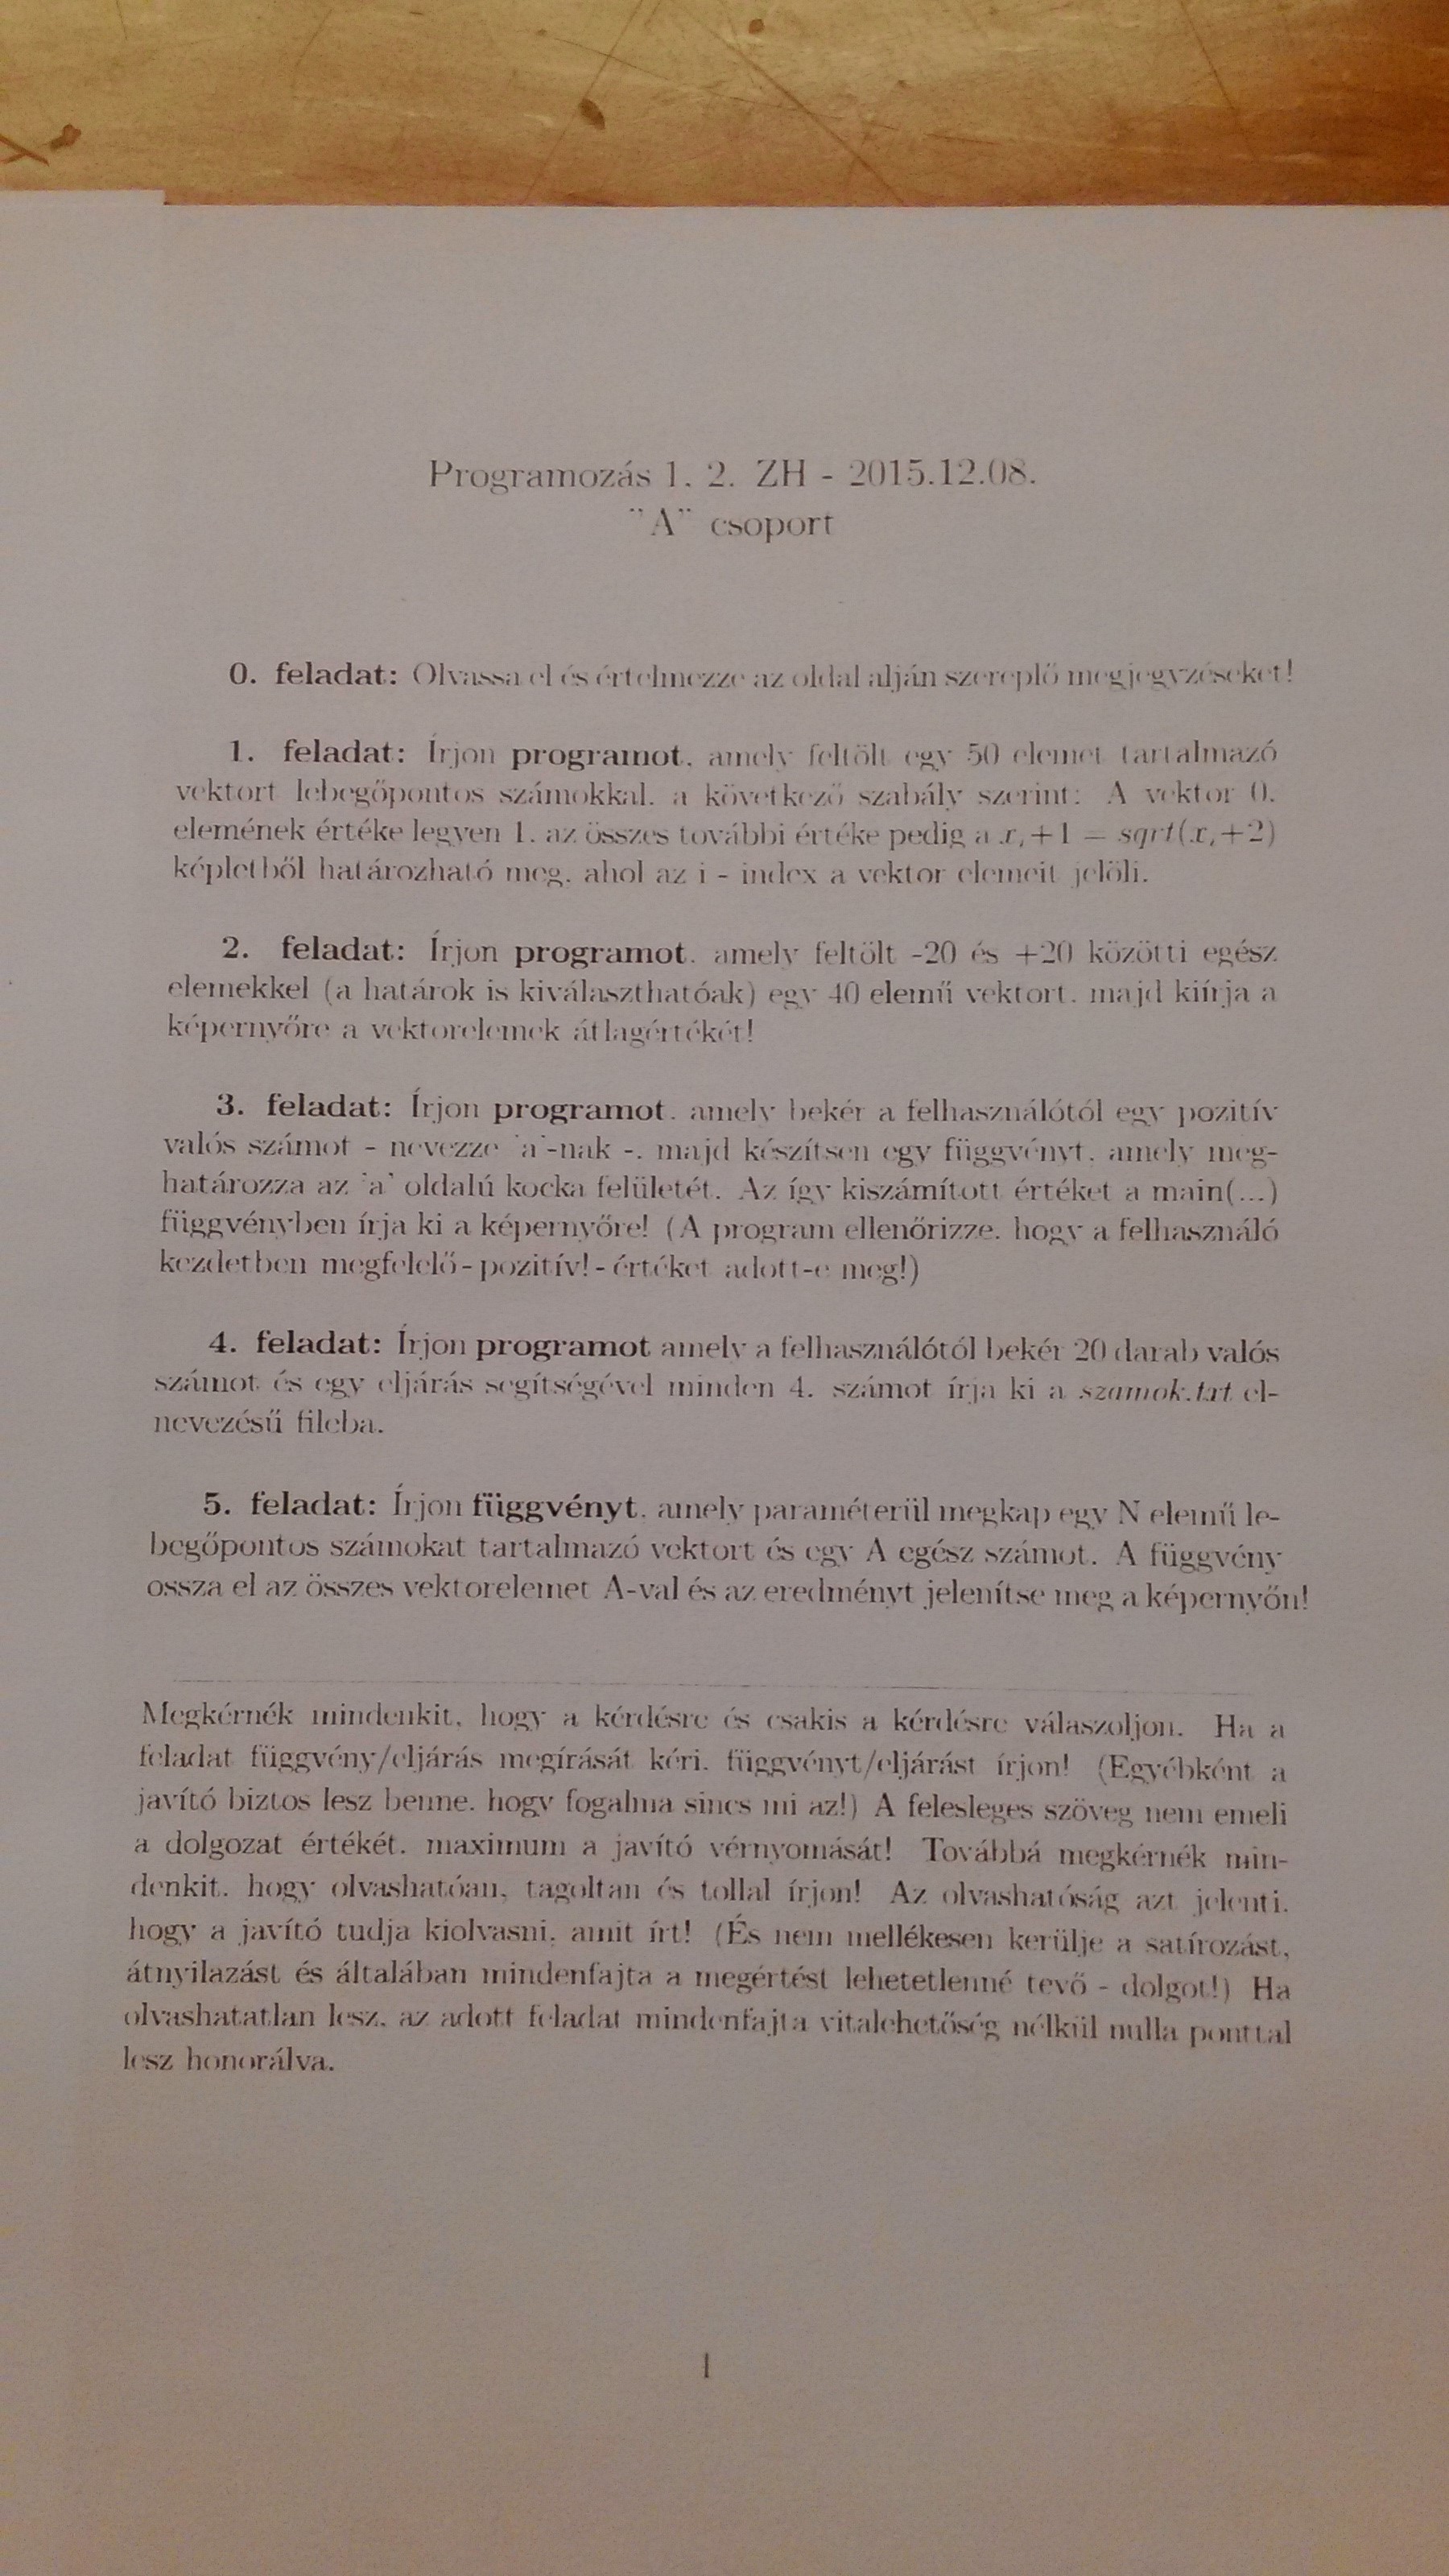 Programozás 1. 2. ZH - 2015.12.08.
"A" csoport
0. feladat: Olvassa el és értelmezze az oldal alján szereplő megjegyzéseket!
1. feladat: Írjon programot, amely feltölt egy 50 elemet tartalmazó
vektort lebegőpontos számokkal, a következő szabály szerint: A vektor 0.
elemének értéke legyen 1, az összes további értéke pedig a xᵢ+1 = sqrt(xᵢ+2)
képletből határozható meg, ahol az i - index a vektor elemeit jelöli.
2. feladat: Írjon programot, amely feltölt -20 és +20 közötti egész
elemekkel (a határok is kiválaszthatóak) egy 40 elemű vektort, majd kiírja a
képernyőre a vektorelemek átlagértékét!
3. feladat: Írjon programot, amely bekér a felhasználótól egy pozitív
valós számot - nevezze 'a'-nak -, majd készítsen egy függvényt, amely meg-
határozza az 'a' oldalú kocka felületét. Az így kiszámított értéket a main(...)
függvényben írja ki a képernyőre! (A program ellenőrizze, hogy a felhasználó
kezdetben megfelelő - pozitív! - értéket adott-e meg!)
4. feladat: Írjon programot amely a felhasználótól bekér 20 darab valós
számot és egy eljárás segítségével minden 4. számot írja ki a szamok.txt el-
nevezésű fileba.
5. feladat: Írjon függvényt, amely paraméterül megkap egy N elemű le-
begőpontos számokat tartalmazó vektort és egy A egész számot. A függvény
ossza el az összes vektorelemet A-val és az eredményt jelenítse meg a képernyőn!
Megkérnék mindenkit, hogy a kérdésre és csakis a kérdésre válaszoljon. Ha a
feladat függvény/eljárás megírását kéri, függvényt/eljárást írjon! (Egyébként a
javító biztos lesz benne, hogy fogalma sincs mi az!) A felesleges szöveg nem emeli
a dolgozat értékét, maximum a javító vérnyomását! Továbbá megkérnék min-
denkit, hogy olvashatóan, tagoltan és tollal írjon! Az olvashatóság azt jelenti,
hogy a javító tudja kiolvasni, amit írt! (És nem mellékesen kerülje a satírozást,
átnyilazást és általában mindenfajta a megértést lehetetlenné tevő - dolgot!) Ha
olvashatatlan lesz, az adott feladat mindenfajta vitalehetőség nélkül nulla ponttal
lesz honorálva.
1